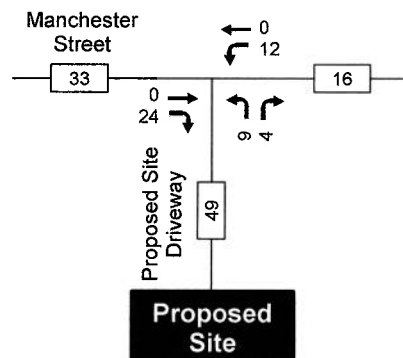 Manchester
Street
0
12
33
16
0
24
9
4
Proposed Site
Driveway
49
Proposed
Site